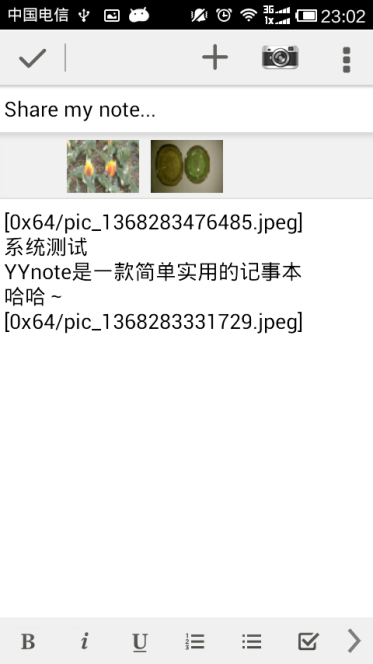 中国电信 3G 1x 23:02
Share my note...
[0x64/pic_1368283476485.jpeg]
系统测试
YYnote是一款简单实用的记事本
哈哈～
[0x64/pic_1368283331729.jpeg]
B i U